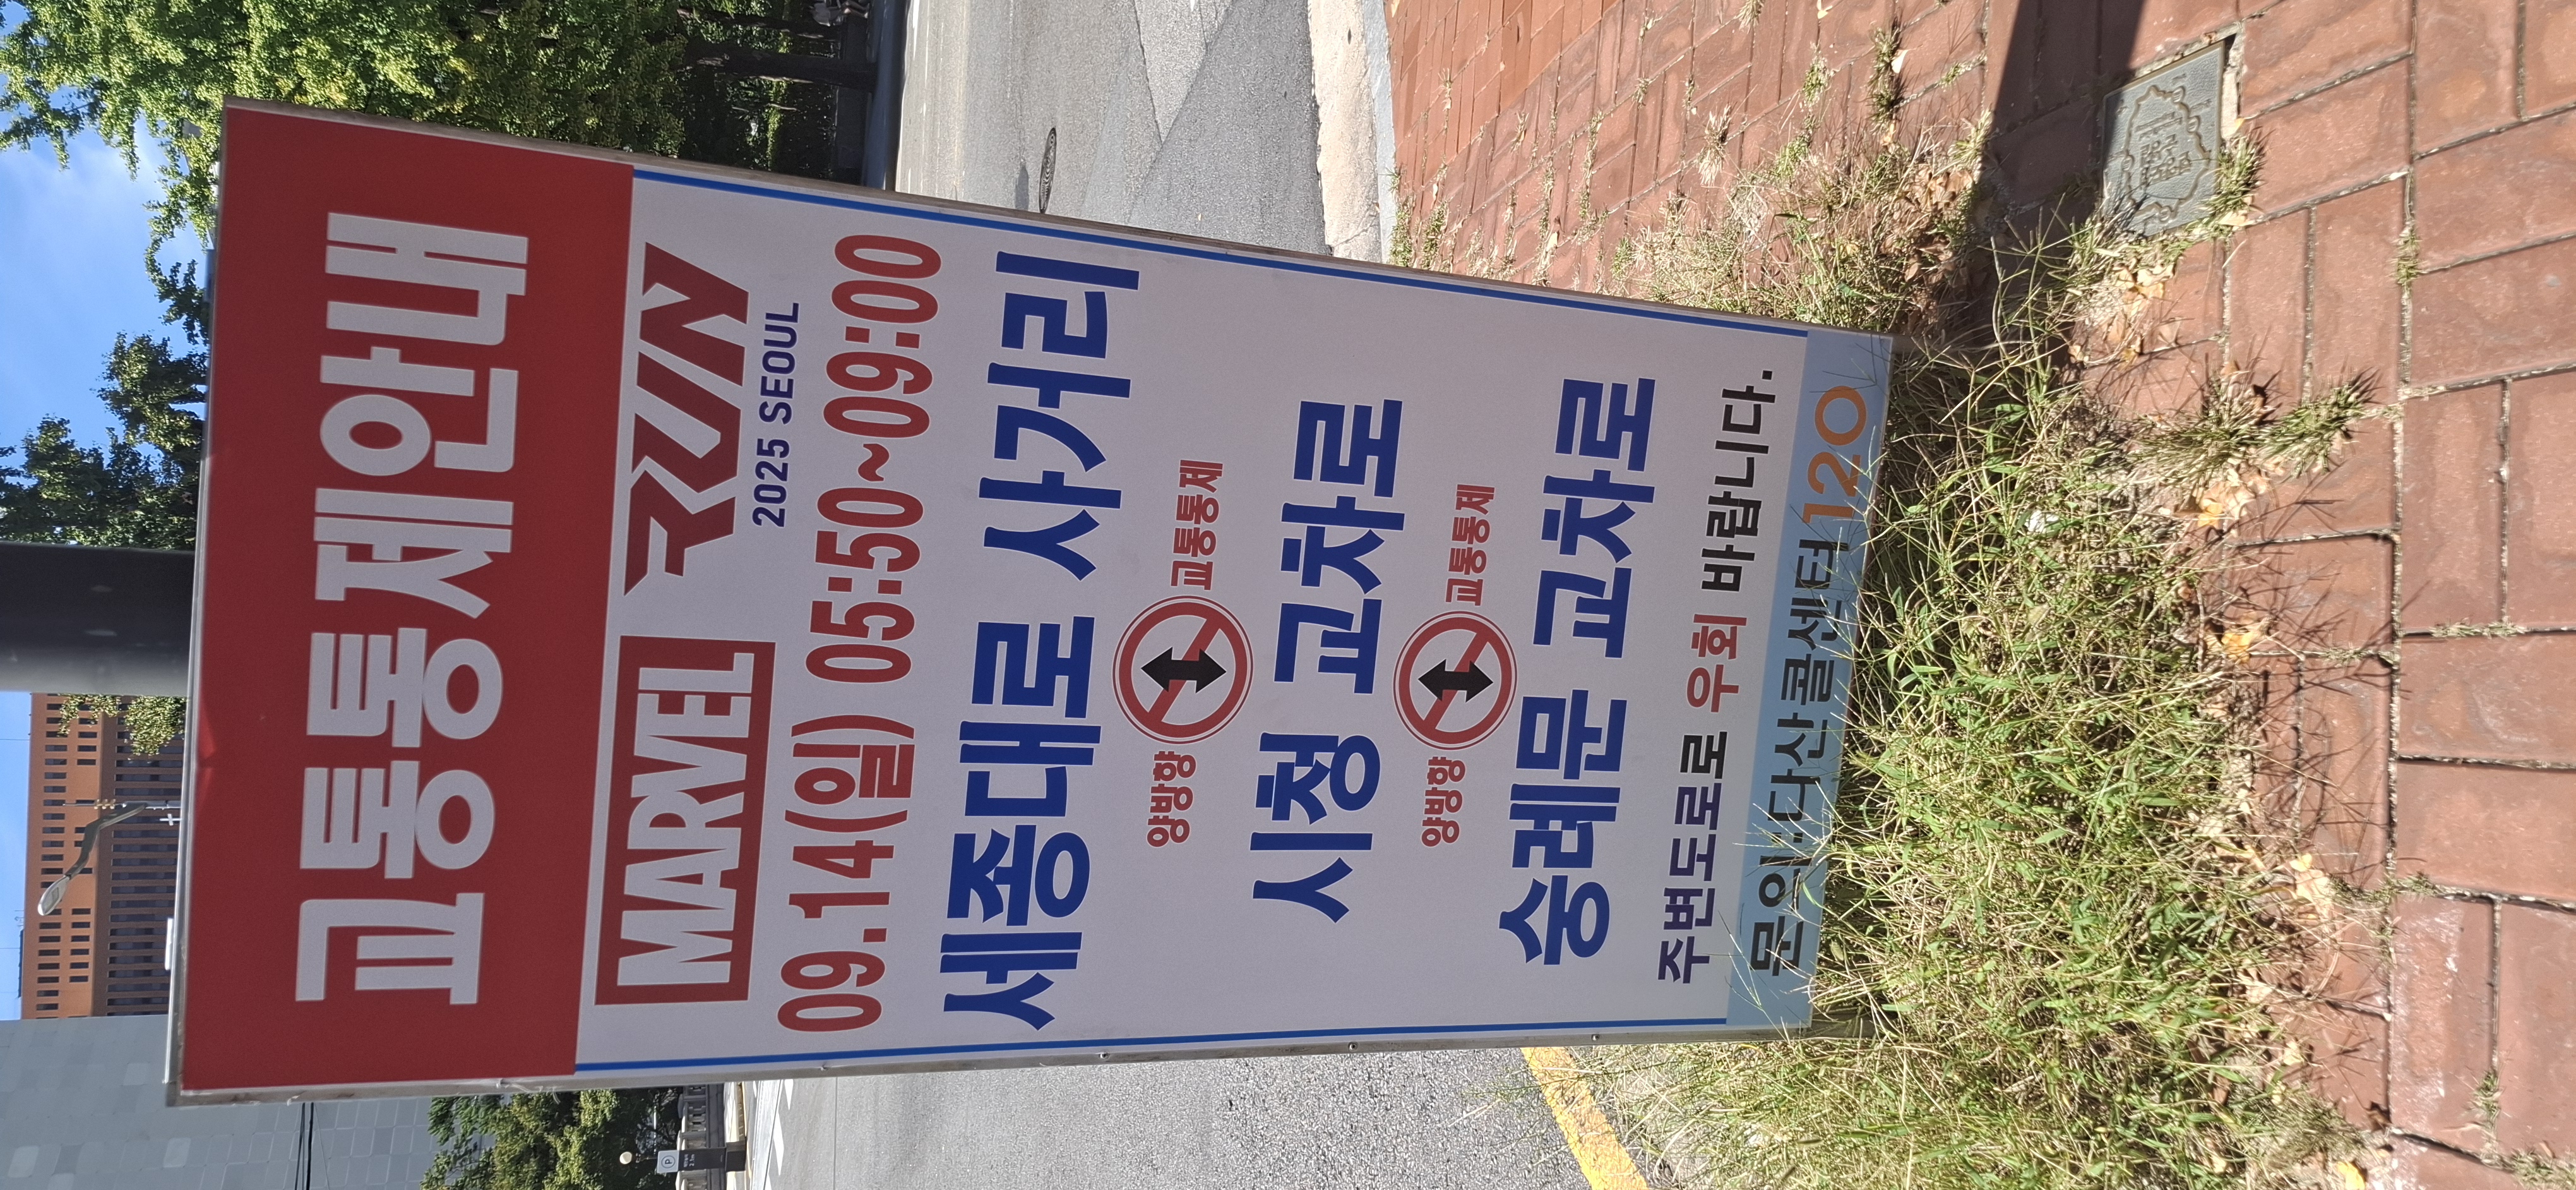 교통통제안내
MARVEL RUN
2025 SEOUL
09.14(일) 05:50~09:00
세종대로 사거리
양방향 교통통제
시청 교차로
양방향 교통통제
숭례문 교차로
주변도로로 우회 바랍니다.
문의:다산콜센터 120